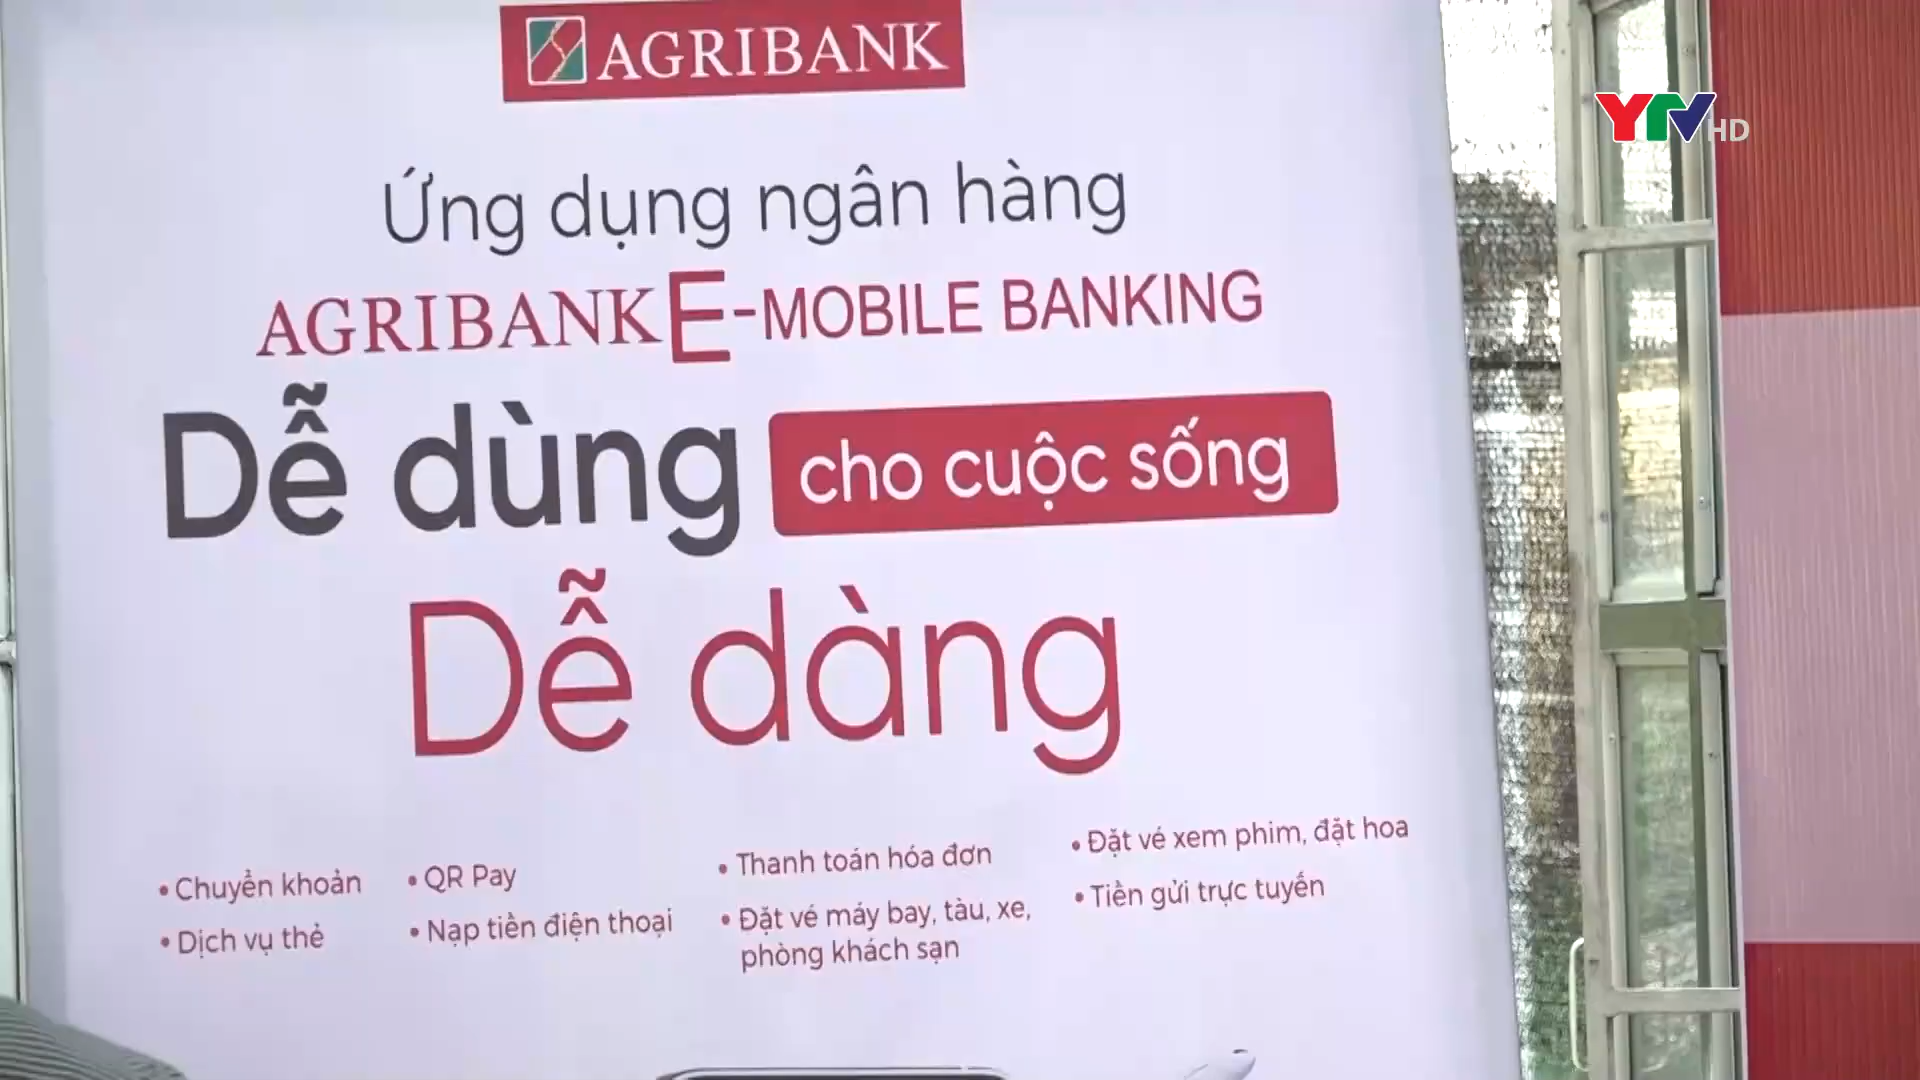 AGRIBANK
YTV HD
Ứng dụng ngân hàng
AGRIBANK E-MOBILE BANKING
Dễ dùng cho cuộc sống
Dễ dàng
• Chuyển khoản
• Dịch vụ thẻ
• QR Pay
• Nạp tiền điện thoại
• Thanh toán hóa đơn
• Đặt vé máy bay, tàu, xe,
phòng khách sạn
• Đặt vé xem phim, đặt hoa
• Tiền gửi trực tuyến